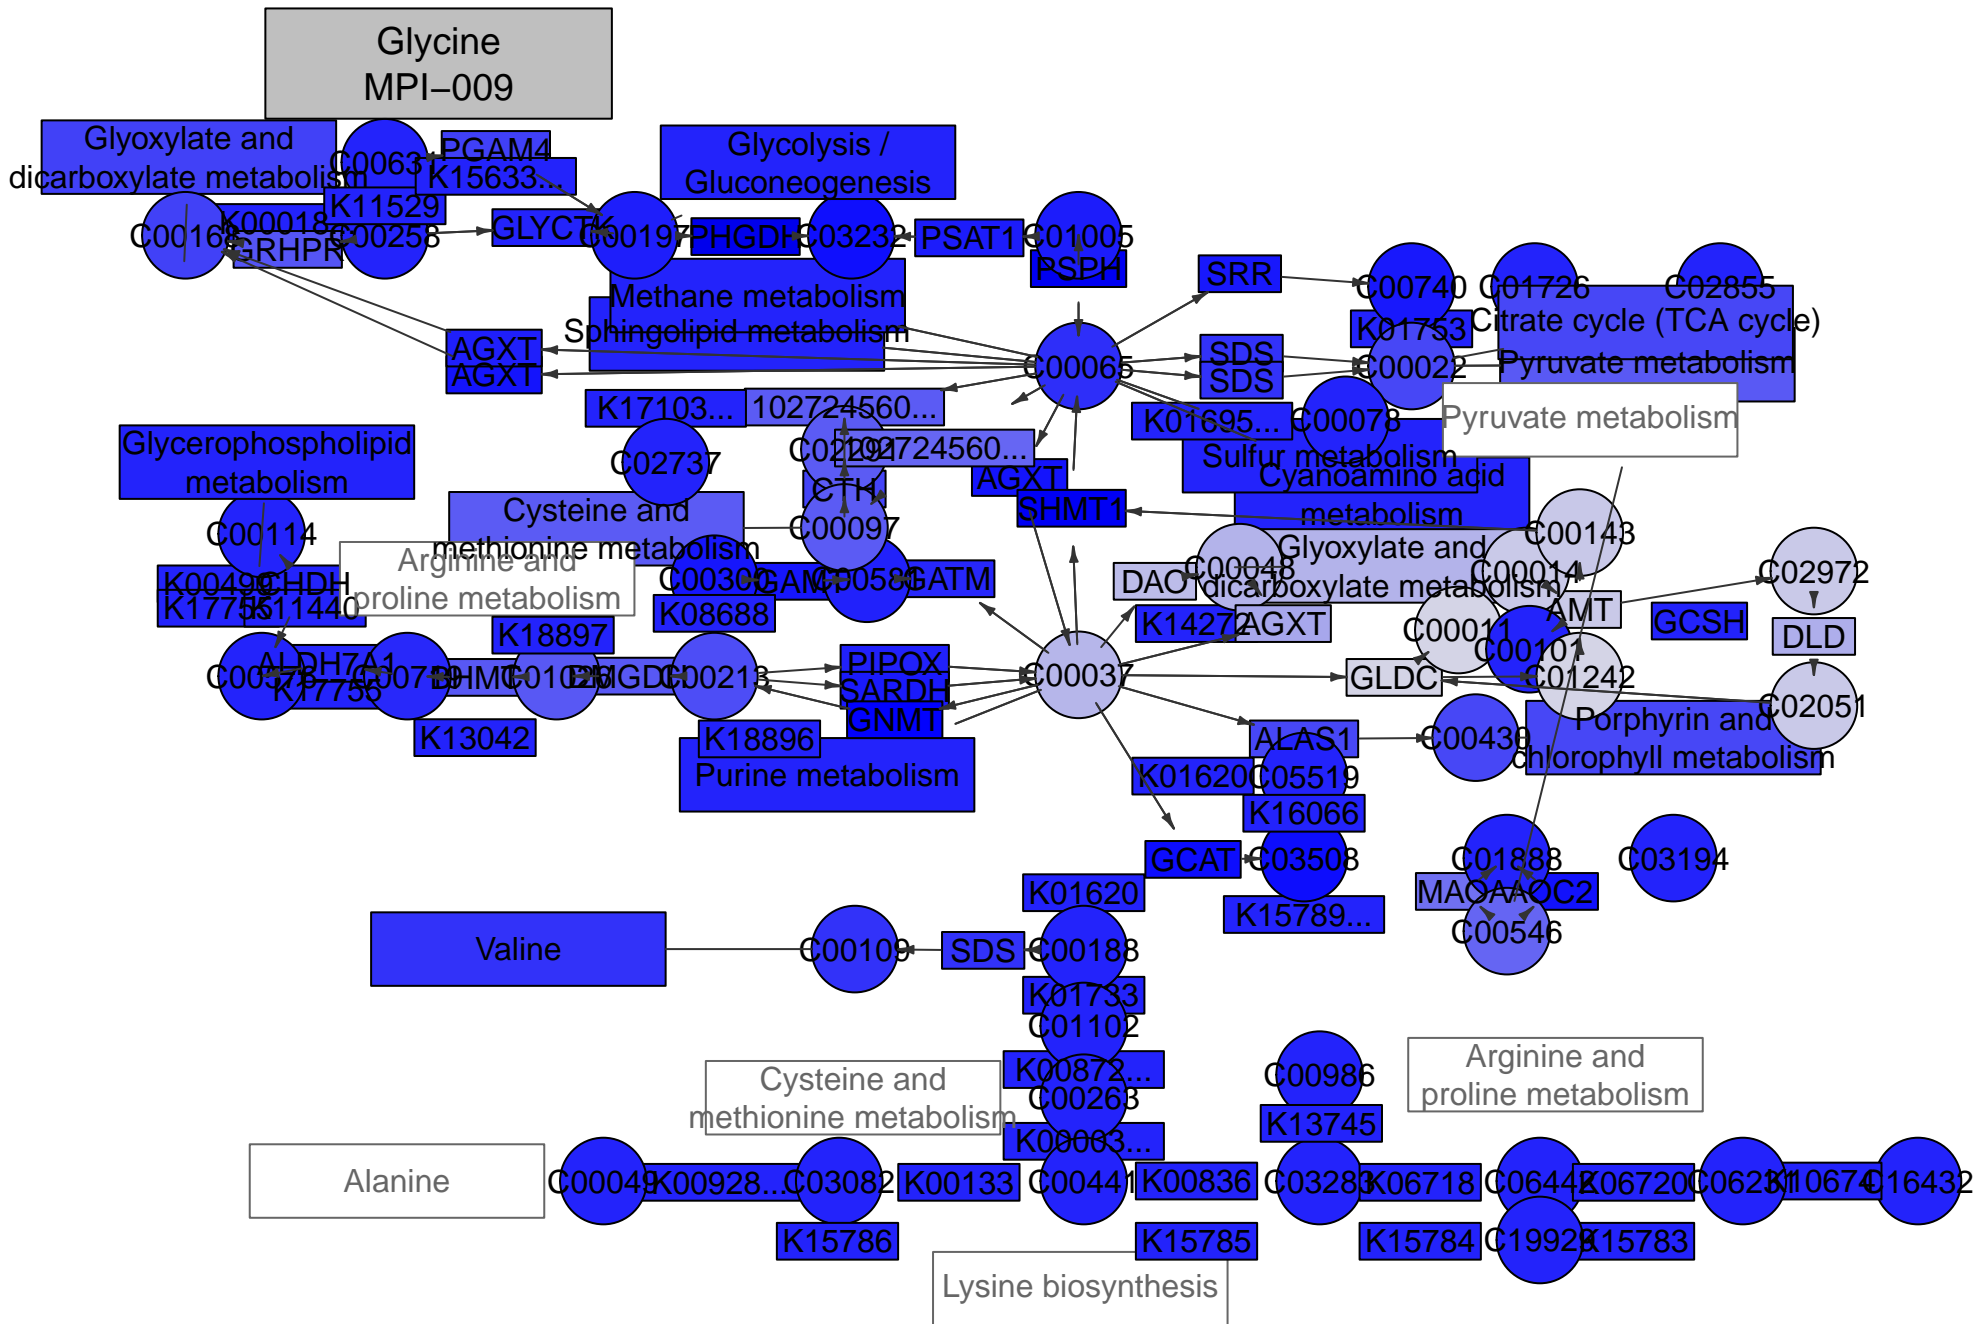 Glycine
MPI–009
Glyoxylate and
dicarboxylate metabolism
C00631
PGAM4
K15633...
Glycolysis /
Gluconeogenesis
K11529
K00018
C00168
GRHPR
C00258
GLYCTK
C00197
PHGDH
C03232
PSAT1
C01005
PSPH
SRR
C00740
C01726
C02855
Methane metabolism
Sphingolipid metabolism
K01753
Citrate cycle (TCA cycle)
AGXT
AGXT
C00065
SDS
SDS
C00022
Pyruvate metabolism
K17103...
102724560...
K01695...
C00078
Pyruvate metabolism
Glycerophospholipid
metabolism
C02737
C02291
102724560...
Sulfur metabolism
Cyanoamino acid
metabolism
AGXT
CTH
SHMT1
Cysteine and
methionine metabolism
C00097
C00114
C00143
Arginine and
proline metabolism
Glyoxylate and
dicarboxylate metabolism
C00048
C00014
C02972
K00499
CHDH
K17755
K11440
C00300
GAMT
C00581
GATM
DAO
K08688
K14272
AGXT
AMT
GCSH
DLD
K18897
C00011
C00101
ALDH7A1
K17755
C00576
C00719
BHMT
C01026
DMGDH
C00213
PIPOX
SARDH
GNMT
C00037
GLDC
C01242
C02051
K13042
K18896
Purine metabolism
ALAS1
C00430
Porphyrin and
chlorophyll metabolism
K01620
C05519
K16066
GCAT
C03508
C01888
C03194
K01620
K15789...
MAOA
AOC2
Valine
C00109
SDS
C00188
C00546
K01733
C01102
K00872...
Cysteine and
methionine metabolism
C00263
K00003...
C00986
K13745
Arginine and
proline metabolism
Alanine
C00049
K00928...
C03082
K00133
C00441
K00836
C03283
K06718
C06442
K06720
C06231
K10674
C16432
K15786
K15785
K15784
C19929
K15783
Lysine biosynthesis